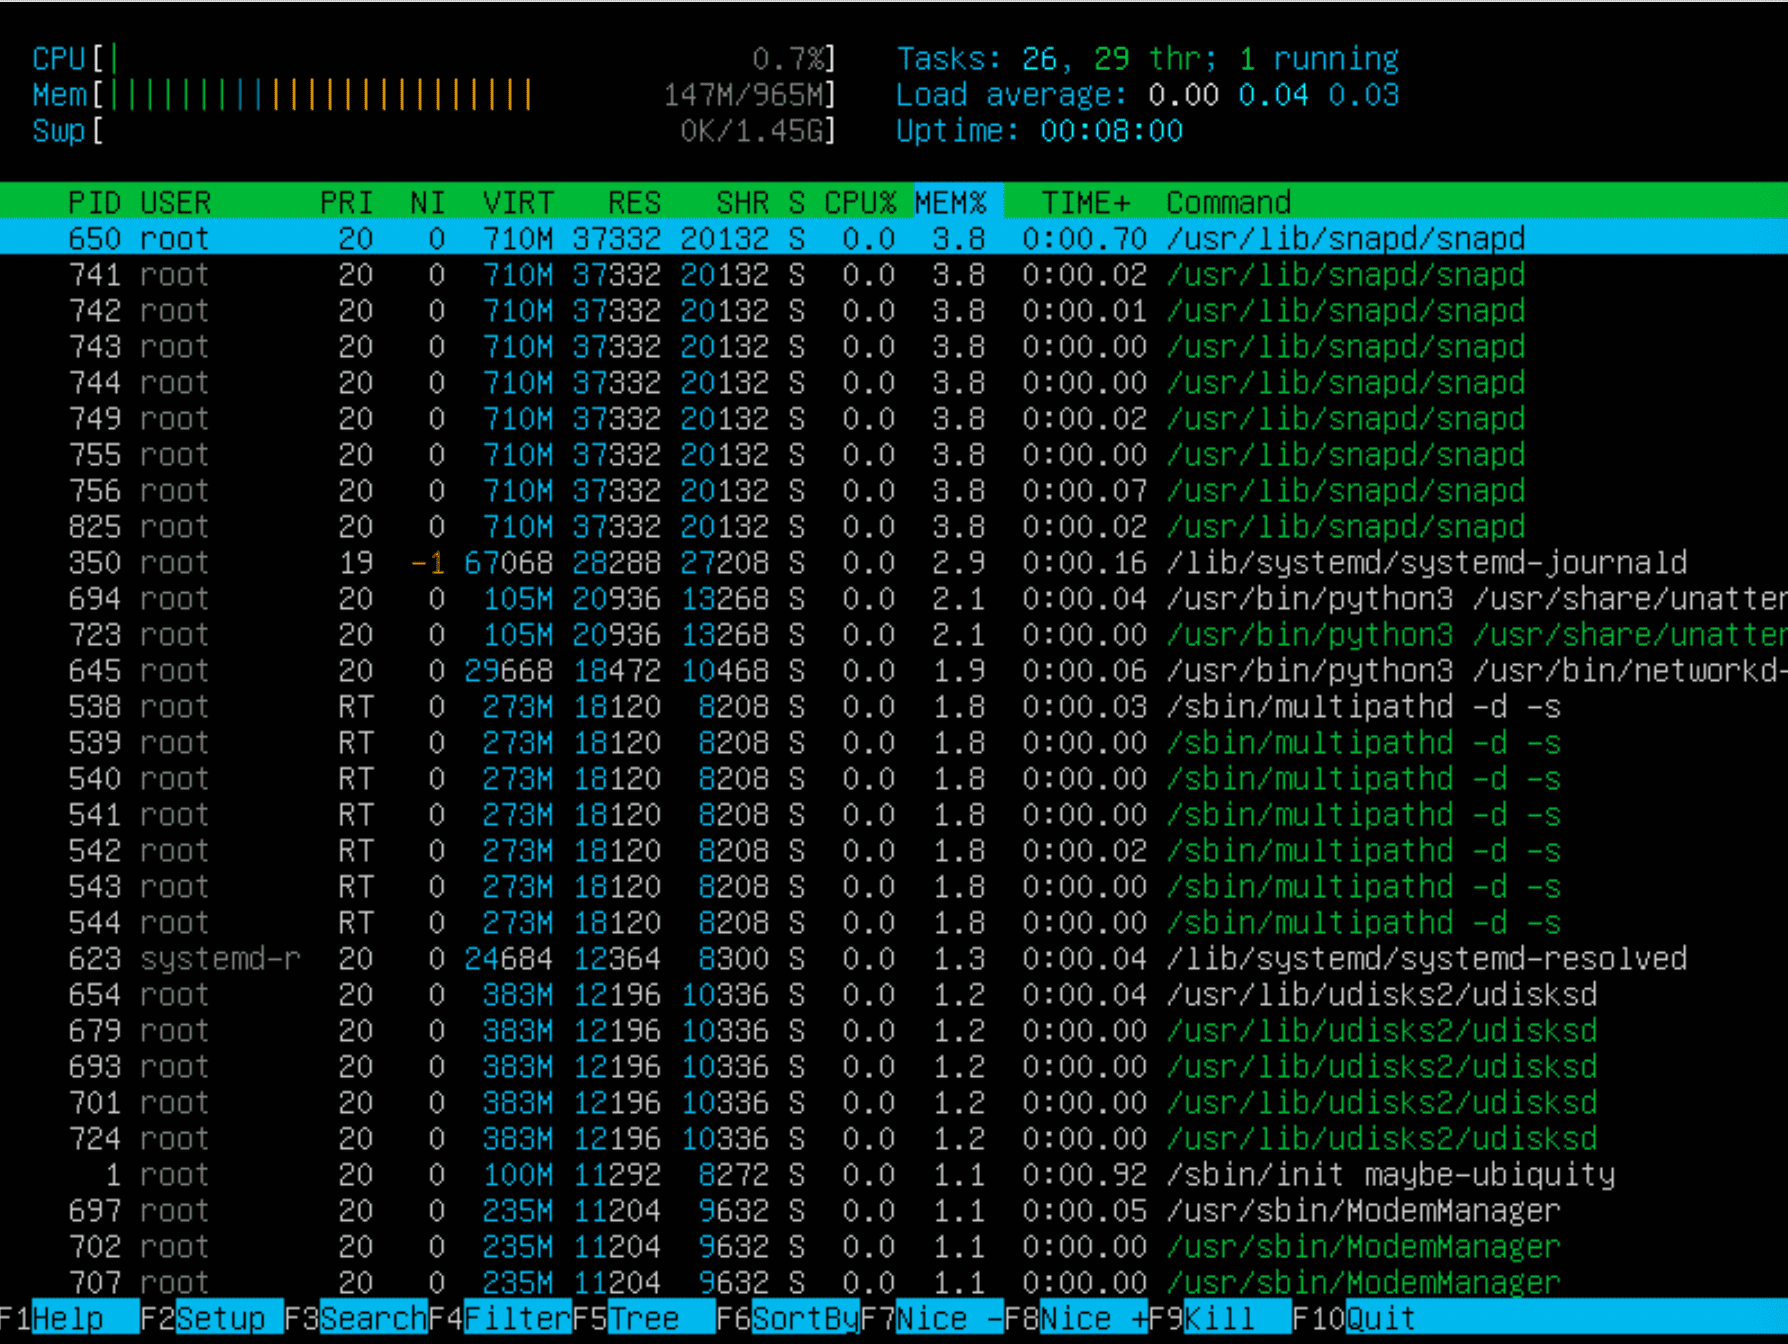 CPU[| 0.7%] Tasks: 26, 29 thr; 1 running
Mem[|||||||||||||||||||||||| 147M/965M] Load average: 0.00 0.04 0.03
Swp[ 0K/1.45G] Uptime: 00:08:00
PID USER PRI NI VIRT RES SHR S CPU% MEM% TIME+ Command
650 root 20 0 710M 37332 20132 S 0.0 3.8 0:00.70 /usr/lib/snapd/snapd
741 root 20 0 710M 37332 20132 S 0.0 3.8 0:00.02 /usr/lib/snapd/snapd
742 root 20 0 710M 37332 20132 S 0.0 3.8 0:00.01 /usr/lib/snapd/snapd
743 root 20 0 710M 37332 20132 S 0.0 3.8 0:00.00 /usr/lib/snapd/snapd
744 root 20 0 710M 37332 20132 S 0.0 3.8 0:00.00 /usr/lib/snapd/snapd
749 root 20 0 710M 37332 20132 S 0.0 3.8 0:00.02 /usr/lib/snapd/snapd
755 root 20 0 710M 37332 20132 S 0.0 3.8 0:00.00 /usr/lib/snapd/snapd
756 root 20 0 710M 37332 20132 S 0.0 3.8 0:00.07 /usr/lib/snapd/snapd
825 root 20 0 710M 37332 20132 S 0.0 3.8 0:00.02 /usr/lib/snapd/snapd
350 root 19 -1 67068 28288 27208 S 0.0 2.9 0:00.16 /lib/systemd/systemd-journald
694 root 20 0 105M 20936 13268 S 0.0 2.1 0:00.04 /usr/bin/python3 /usr/share/unatter
723 root 20 0 105M 20936 13268 S 0.0 2.1 0:00.00 /usr/bin/python3 /usr/share/unatter
645 root 20 0 29668 18472 10468 S 0.0 1.9 0:00.06 /usr/bin/python3 /usr/bin/networkd-
538 root RT 0 273M 18120 8208 S 0.0 1.8 0:00.03 /sbin/multipathd -d -s
539 root RT 0 273M 18120 8208 S 0.0 1.8 0:00.00 /sbin/multipathd -d -s
540 root RT 0 273M 18120 8208 S 0.0 1.8 0:00.00 /sbin/multipathd -d -s
541 root RT 0 273M 18120 8208 S 0.0 1.8 0:00.00 /sbin/multipathd -d -s
542 root RT 0 273M 18120 8208 S 0.0 1.8 0:00.02 /sbin/multipathd -d -s
543 root RT 0 273M 18120 8208 S 0.0 1.8 0:00.00 /sbin/multipathd -d -s
544 root RT 0 273M 18120 8208 S 0.0 1.8 0:00.00 /sbin/multipathd -d -s
623 systemd-r 20 0 24684 12364 8300 S 0.0 1.3 0:00.04 /lib/systemd/systemd-resolved
654 root 20 0 383M 12196 10336 S 0.0 1.2 0:00.04 /usr/lib/udisks2/udisksd
679 root 20 0 383M 12196 10336 S 0.0 1.2 0:00.00 /usr/lib/udisks2/udisksd
693 root 20 0 383M 12196 10336 S 0.0 1.2 0:00.00 /usr/lib/udisks2/udisksd
701 root 20 0 383M 12196 10336 S 0.0 1.2 0:00.00 /usr/lib/udisks2/udisksd
724 root 20 0 383M 12196 10336 S 0.0 1.2 0:00.00 /usr/lib/udisks2/udisksd
1 root 20 0 100M 11292 8272 S 0.0 1.1 0:00.92 /sbin/init maybe-ubiquity
697 root 20 0 235M 11204 9632 S 0.0 1.1 0:00.05 /usr/sbin/ModemManager
702 root 20 0 235M 11204 9632 S 0.0 1.1 0:00.00 /usr/sbin/ModemManager
707 root 20 0 235M 11204 9632 S 0.0 1.1 0:00.00 /usr/sbin/ModemManager
F1Help F2Setup F3SearchF4FilterF5Tree F6SortByF7Nice -F8Nice +F9Kill F10Quit